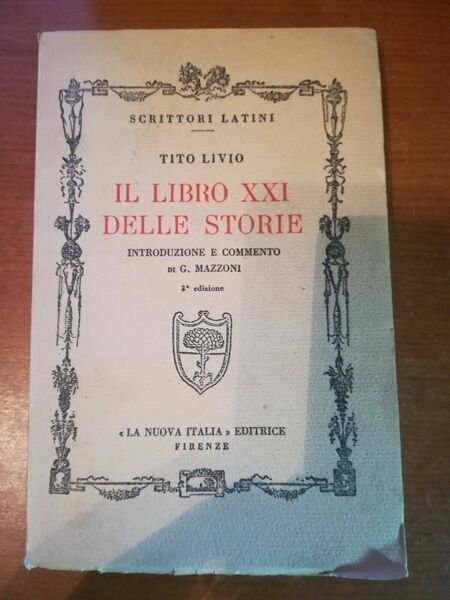 SCRITTORI LATINI
TITO LIVIO
IL LIBRO XXI
DELLE STORIE
INTRODUZIONE E COMMENTO
DI G. MAZZONI
3ª edizione
« LA NUOVA ITALIA » EDITRICE
FIRENZE